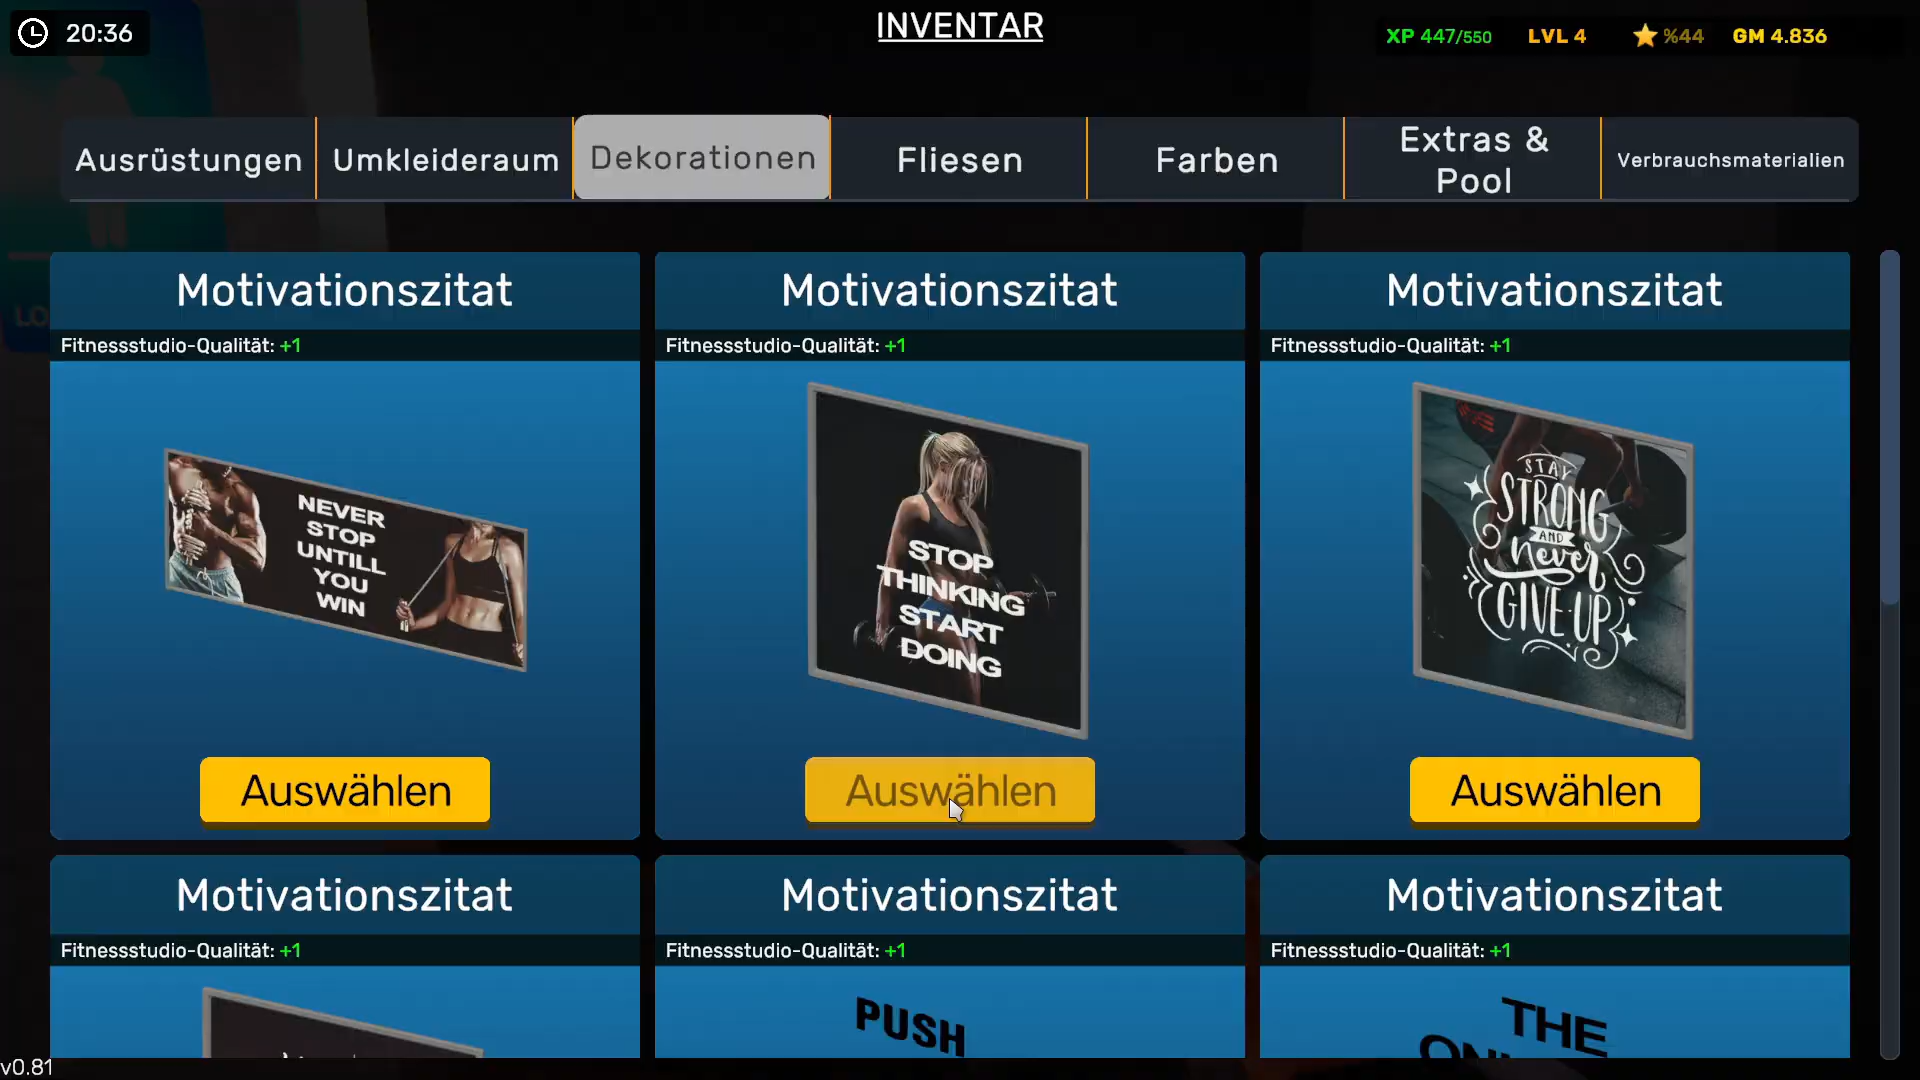 20:36
INVENTAR
XP 447/550
LVL 4
%44
GM 4.836
Ausrüstungen
Umkleideraum
Dekorationen
Fliesen
Farben
Extras &
Pool
Verbrauchsmaterialien
LO
Motivationszitat
Fitnessstudio-Qualität: +1
NEVER
STOP
UNTILL
YOU
WIN
Auswählen
Motivationszitat
Fitnessstudio-Qualität: +1
STOP
THINKING
START
DOING
Auswählen
Motivationszitat
Fitnessstudio-Qualität: +1
STAY
STRONG
AND
never
GIVE UP
Auswählen
Motivationszitat
Fitnessstudio-Qualität: +1
Motivationszitat
Fitnessstudio-Qualität: +1
PUSH
Motivationszitat
Fitnessstudio-Qualität: +1
THE
v0.81